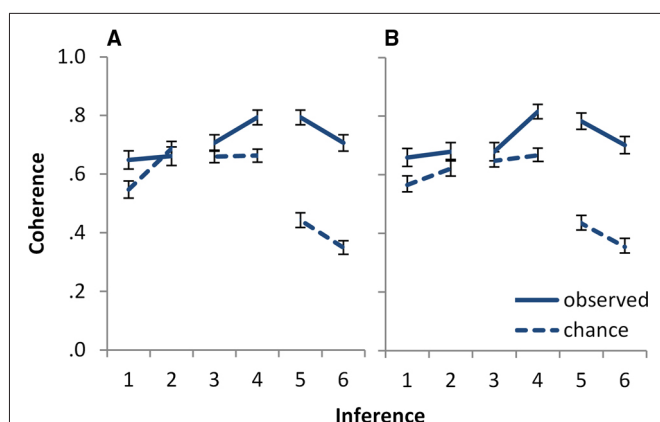 A
B
1.0
.8
.6
.4
.2
.0
Coherence
observed
chance
1 2 3 4 5 6
1 2 3 4 5 6
Inference